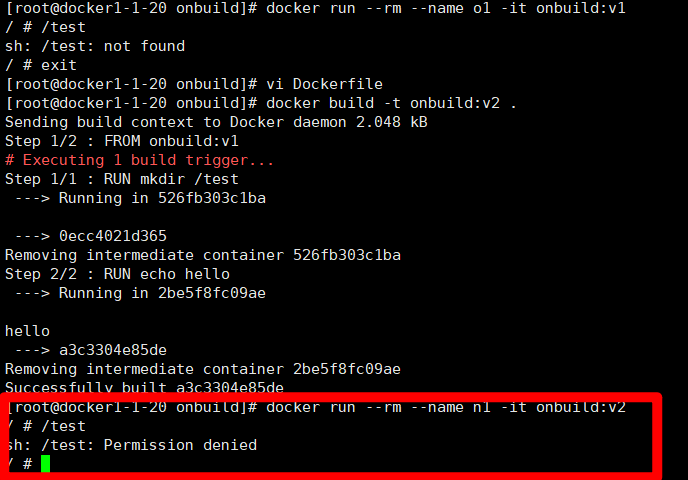 [root@docker1-1-20 onbuild]# docker run --rm --name o1 -it onbuild:v1
/ # /test
sh: /test: not found
/ # exit
[root@docker1-1-20 onbuild]# vi Dockerfile
[root@docker1-1-20 onbuild]# docker build -t onbuild:v2 .
Sending build context to Docker daemon 2.048 kB
Step 1/2 : FROM onbuild:v1
# Executing 1 build trigger...
Step 1/1 : RUN mkdir /test
 ---> Running in 526fb303c1ba
 ---> 0ecc4021d365
Removing intermediate container 526fb303c1ba
Step 2/2 : RUN echo hello
 ---> Running in 2be5f8fc09ae
hello
 ---> a3c3304e85de
Removing intermediate container 2be5f8fc09ae
Successfully built a3c3304e85de
[root@docker1-1-20 onbuild]# docker run --rm --name n1 -it onbuild:v2
/ # /test
sh: /test: Permission denied
/ #